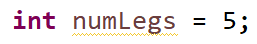 int numLegs = 5;